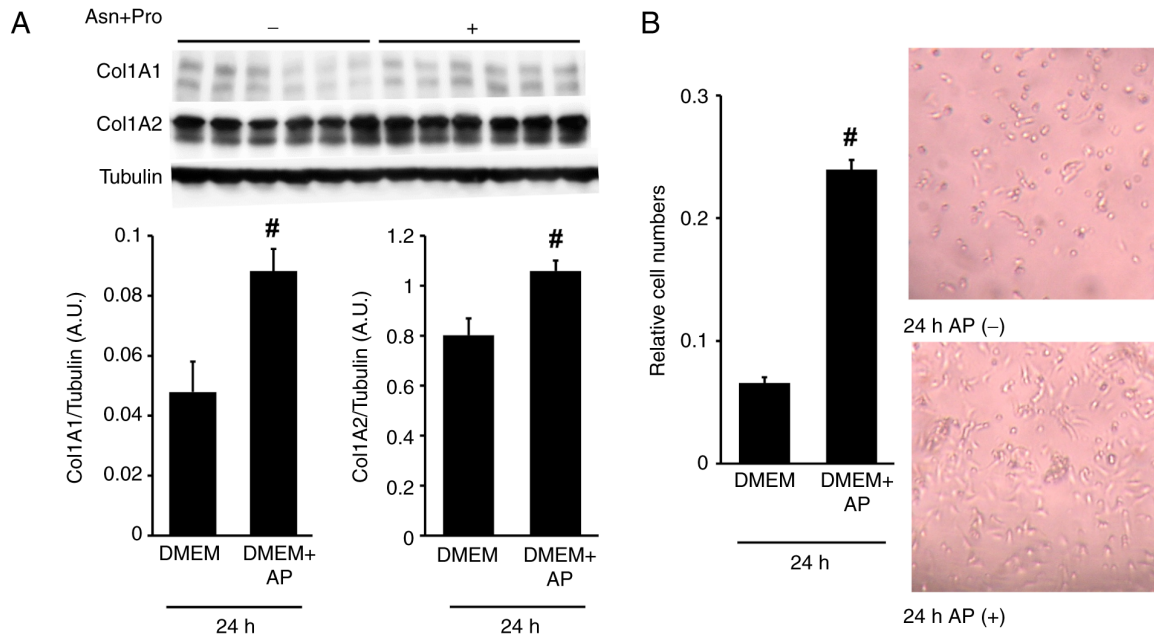 A
Asn+Pro
− +
Col1A1
Col1A2
Tubulin
Col1A1/Tubulin (A.U.)
0.1
0.08
0.06
0.04
0.02
0
#
DMEM
DMEM+
AP
24 h
Col1A2/Tubulin (A.U.)
1.2
1.0
0.8
0.6
0.4
0.2
0
#
DMEM
DMEM+
AP
24 h
B
Relative cell numbers
0.3
0.2
0.1
0
#
DMEM
DMEM+
AP
24 h
24 h AP (−)
24 h AP (+)